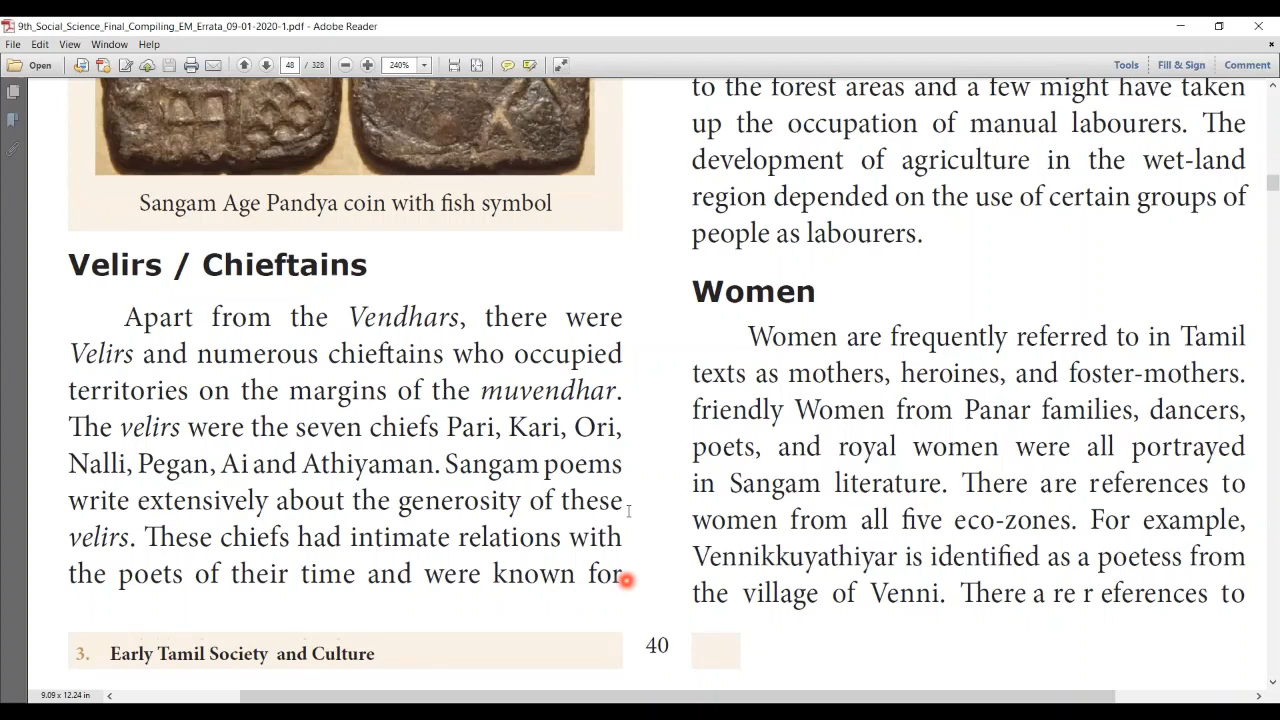 9th_Social_Science_Final_Compiling_EM_Errata_09-01-2020-1.pdf - Adobe Reader
File Edit View Window Help
Open 48 / 328 240% Tools Fill & Sign Comment
Sangam Age Pandya coin with fish symbol
Velirs / Chieftains
Apart from the Vendhars, there were
Velirs and numerous chieftains who occupied
territories on the margins of the muvendhar.
The velirs were the seven chiefs Pari, Kari, Ori,
Nalli, Pegan, Ai and Athiyaman. Sangam poems
write extensively about the generosity of these
velirs. These chiefs had intimate relations with
the poets of their time and were known for
3. Early Tamil Society and Culture
to the forest areas and a few might have taken
up the occupation of manual labourers. The
development of agriculture in the wet-land
region depended on the use of certain groups of
people as labourers.
Women
Women are frequently referred to in Tamil
texts as mothers, heroines, and foster-mothers.
friendly Women from Panar families, dancers,
poets, and royal women were all portrayed
in Sangam literature. There are references to
women from all five eco-zones. For example,
Vennikkuyathiyar is identified as a poetess from
the village of Venni. There a re r eferences to
40
9.09 x 12.24 in